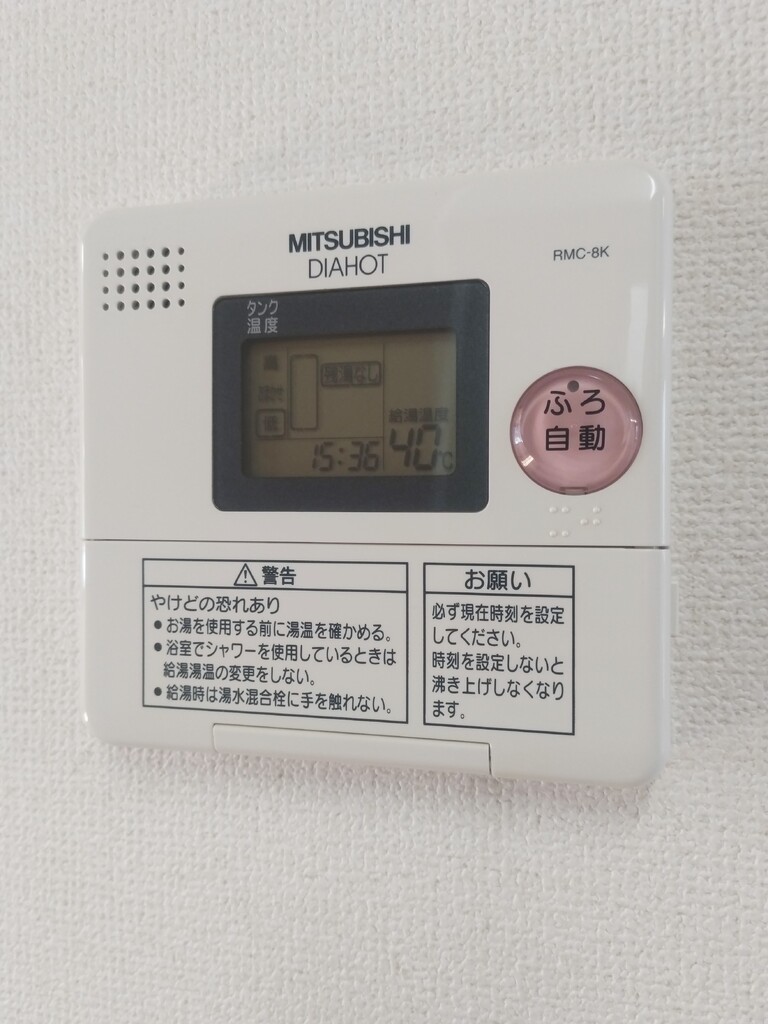 MITSUBISHI
DIAHOT
RMC-8K
タンク
温度
残湯なし
給湯温度
低
15:36
40℃
ふろ
自動
⚠警告
やけどの恐れあり
●お湯を使用する前に湯温を確かめる。
●浴室でシャワーを使用しているときは
給湯湯温の変更をしない。
●給湯時は湯水混合栓に手を触れない。
お願い
必ず現在時刻を設定
してください。
時刻を設定しないと
沸き上げしなくなり
ます。